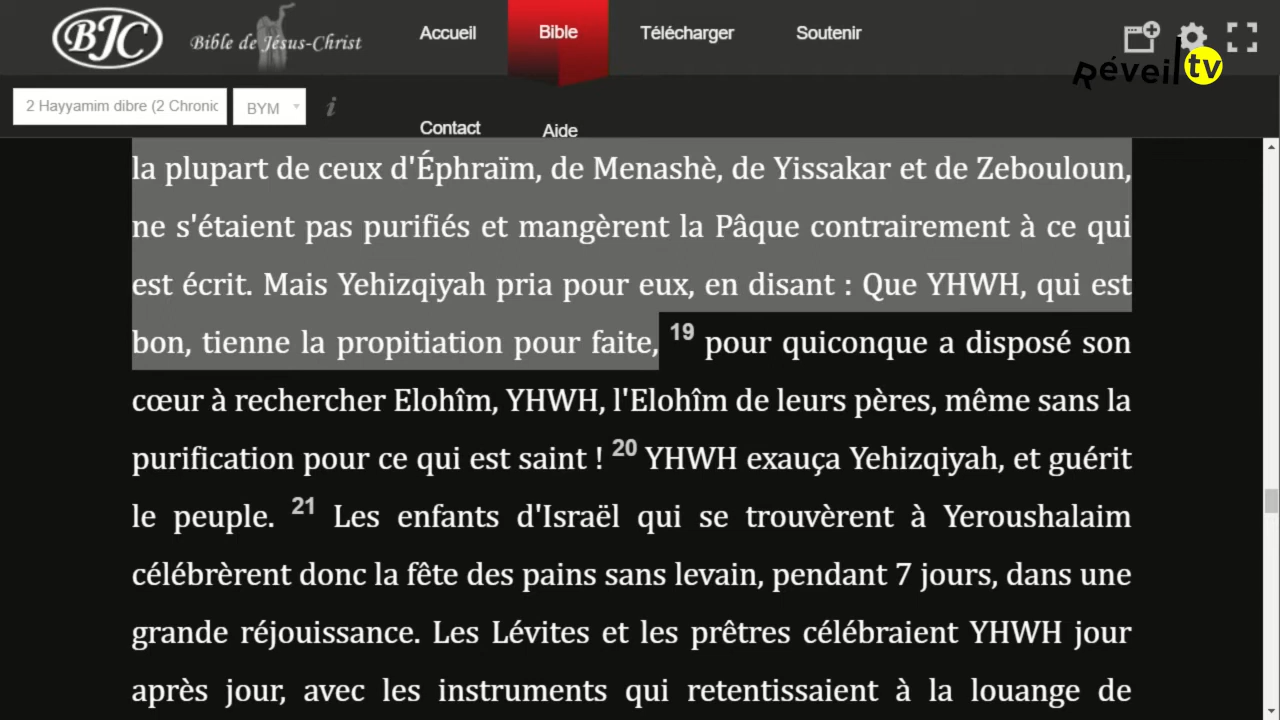 BJC
Bible de Jésus-Christ
Accueil
Bible
Télécharger
Soutenir
Réveil tv
2 Hayyamim dibre (2 Chronic
BYM
i
Contact
Aide
la plupart de ceux d'Éphraïm, de Menashè, de Yissakar et de Zebouloun,
ne s'étaient pas purifiés et mangèrent la Pâque contrairement à ce qui
est écrit. Mais Yehizqiyah pria pour eux, en disant : Que YHWH, qui est
bon, tienne la propitiation pour faite, 19 pour quiconque a disposé son
cœur à rechercher Elohîm, YHWH, l'Elohîm de leurs pères, même sans la
purification pour ce qui est saint ! 20 YHWH exauça Yehizqiyah, et guérit
le peuple. 21 Les enfants d'Israël qui se trouvèrent à Yeroushalaim
célébrèrent donc la fête des pains sans levain, pendant 7 jours, dans une
grande réjouissance. Les Lévites et les prêtres célébraient YHWH jour
après jour, avec les instruments qui retentissaient à la louange de